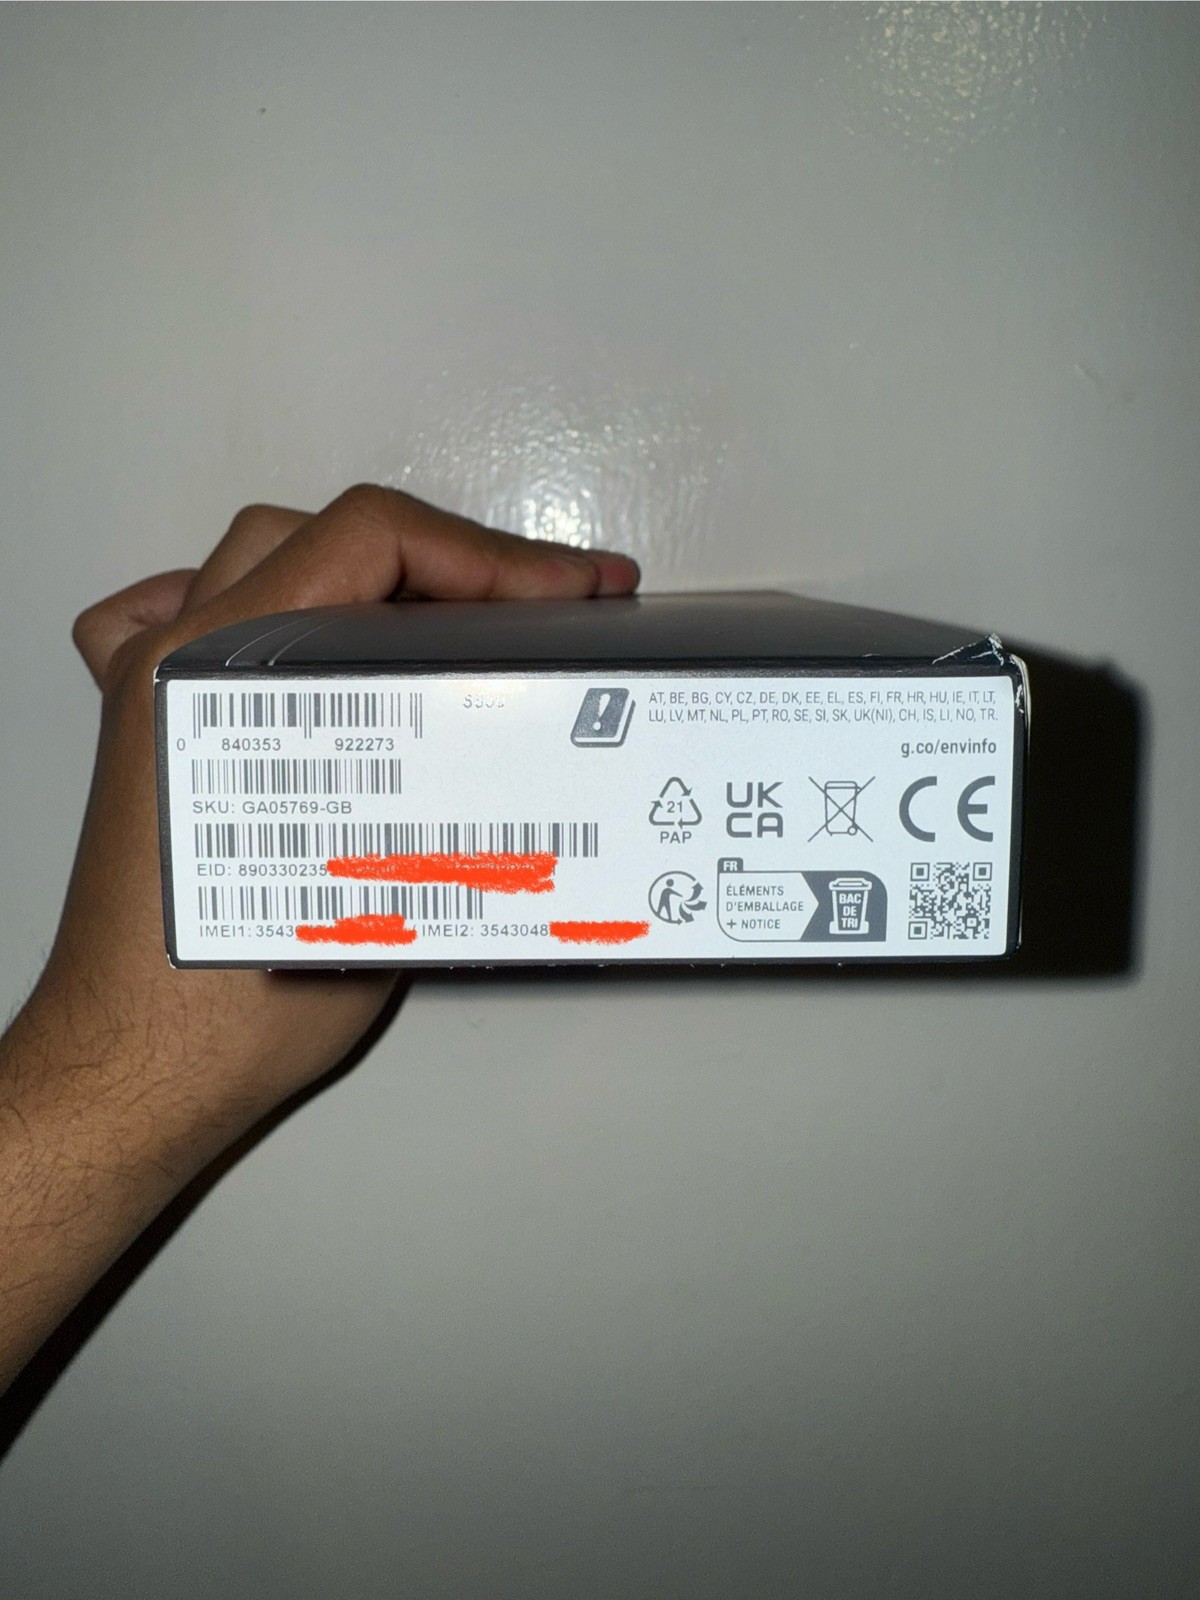 0 840353 922273
SKU: GA05769-GB
EID: 890330235
IMEI1: 3543 / IMEI2: 3543048
AT, BE, BG, CY, CZ, DE, DK, EE, EL, ES, FI, FR, HR, HU, IE, IT, LT,
LU, LV, MT, NL, PL, PT, RO, SE, SI, SK, UK(NI), CH, IS, LI, NO, TR.
g.co/envinfo
21
PAP
UK
CA
CE
FR
ÉLÉMENTS
D'EMBALLAGE
+ NOTICE
BAC
DE
TRI